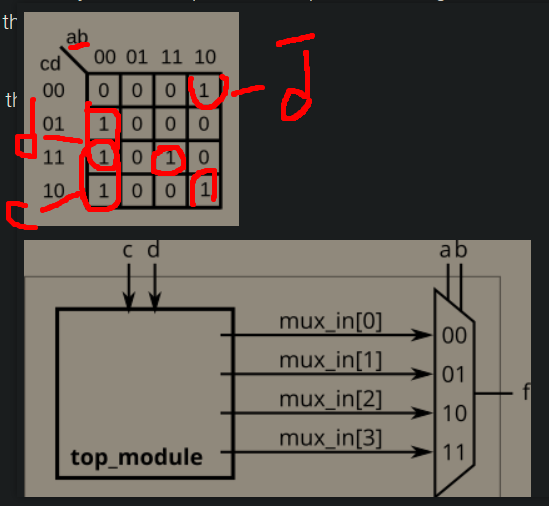 th
ab
cd 00 01 11 10
00 0 0 0 1 d
th
01 1 0 0 0
d
11 1 0 1 0
10 1 0 0 1
c
c d a b
mux_in[0] 00
mux_in[1] 01
mux_in[2] 10 f
mux_in[3] 11
top_module